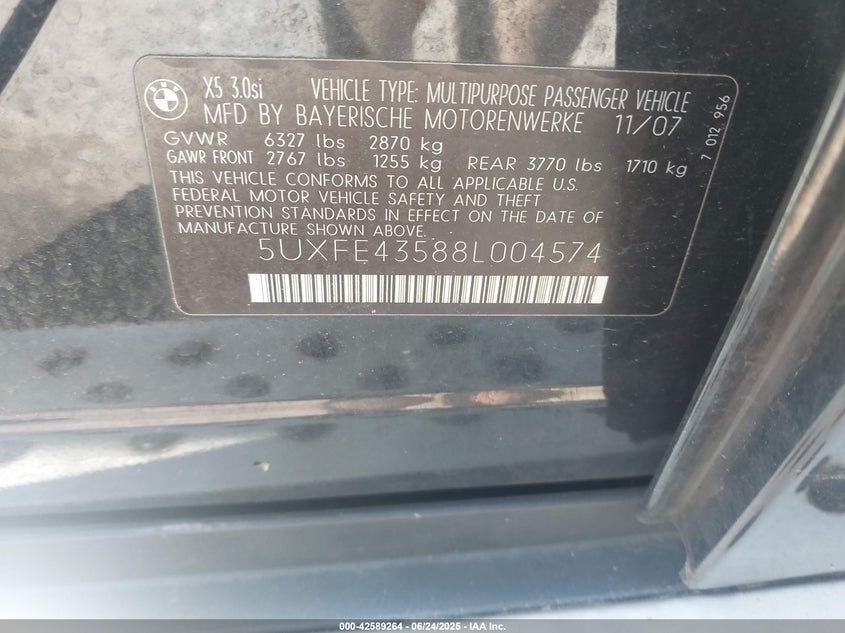 BMW
X5 3.0si VEHICLE TYPE: MULTIPURPOSE PASSENGER VEHICLE
MFD BY BAYERISCHE MOTORENWERKE 11/07
GVWR 6327 lbs 2870 kg
GAWR FRONT 2767 lbs 1255 kg REAR 3770 lbs 1710 kg
THIS VEHICLE CONFORMS TO ALL APPLICABLE U.S.
FEDERAL MOTOR VEHICLE SAFETY AND THEFT
PREVENTION STANDARDS IN EFFECT ON THE DATE OF
MANUFACTURE SHOWN ABOVE.
5UXFE43588L004574
7 012 956
000-42589264 - 06/24/2025 - IAA Inc.